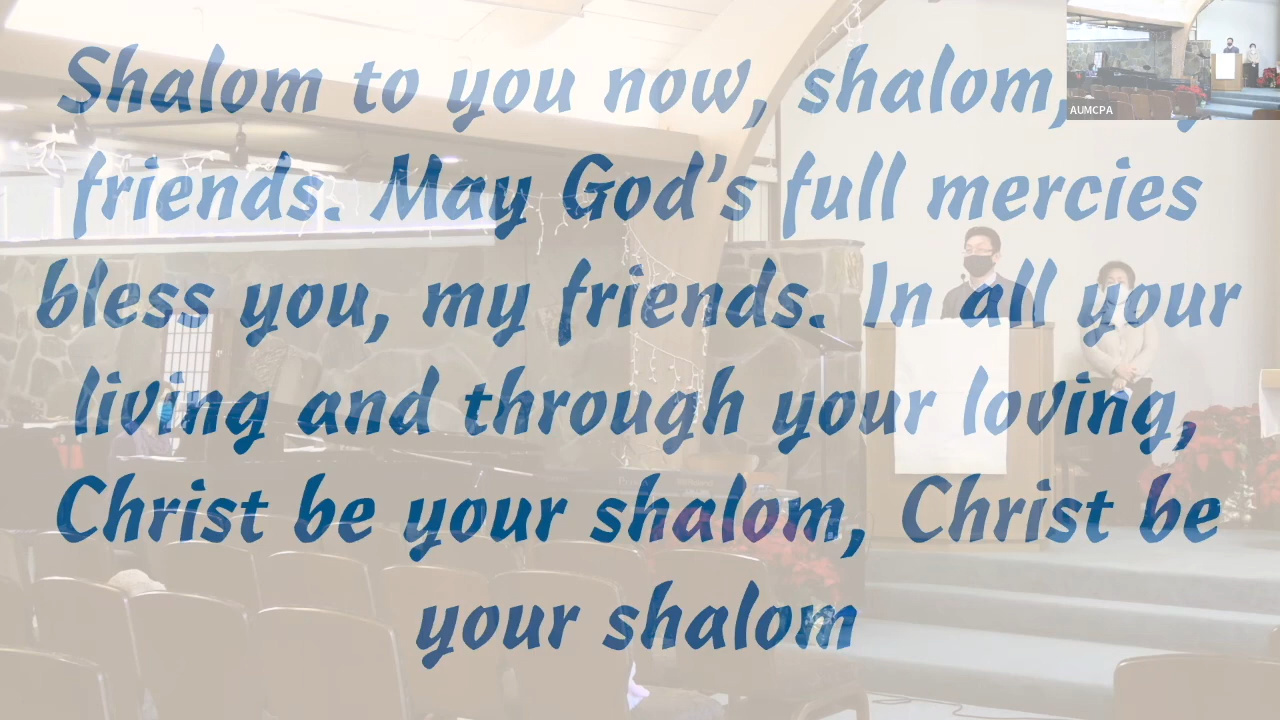 Shalom to you now, shalom,
friends. May God's full mercies
bless you, my friends. In all your
living and through your loving,
Christ be your shalom, Christ be
your shalom
AUMCPA